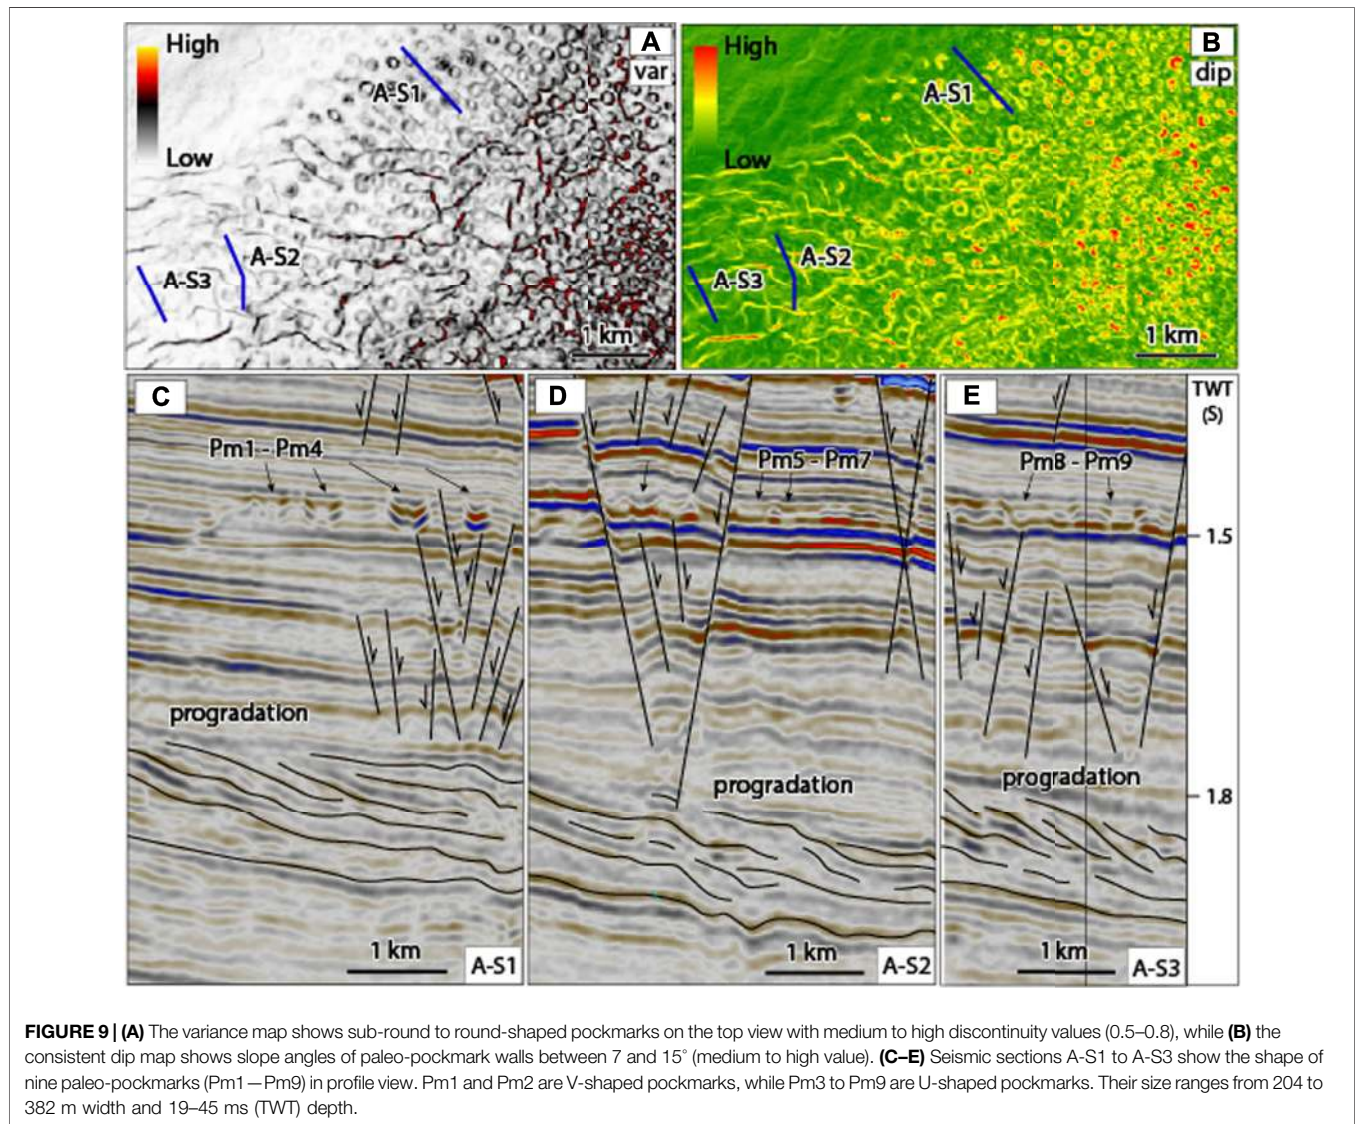 High
A
var
A-S1
Low
A-S2
A-S3
1 km
High
B
dip
A-S1
Low
A-S2
A-S3
1 km
C
Pm1 - Pm4
progradation
1 km
A-S1
D
Pm5 - Pm7
progradation
1 km
A-S2
E
Pm8 - Pm9
progradation
1 km
A-S3
TWT
(S)
1.5
1.8
FIGURE 9 | (A) The variance map shows sub-round to round-shaped pockmarks on the top view with medium to high discontinuity values (0.5–0.8), while (B) the
consistent dip map shows slope angles of paleo-pockmark walls between 7 and 15° (medium to high value). (C–E) Seismic sections A-S1 to A-S3 show the shape of
nine paleo-pockmarks (Pm1—Pm9) in profile view. Pm1 and Pm2 are V-shaped pockmarks, while Pm3 to Pm9 are U-shaped pockmarks. Their size ranges from 204 to
382 m width and 19–45 ms (TWT) depth.